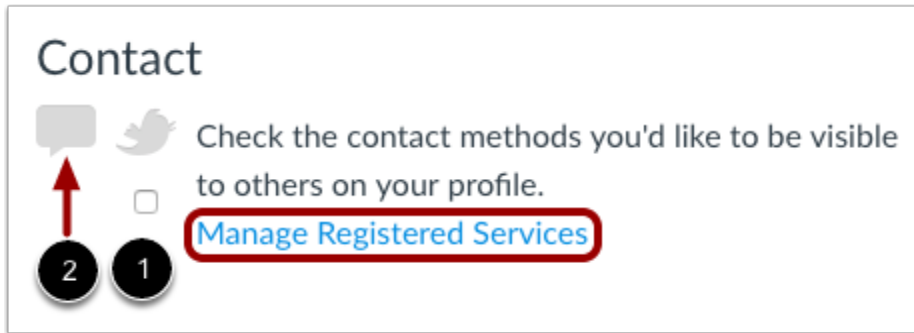 Contact
Check the contact methods you'd like to be visible
to others on your profile.
Manage Registered Services
2 1